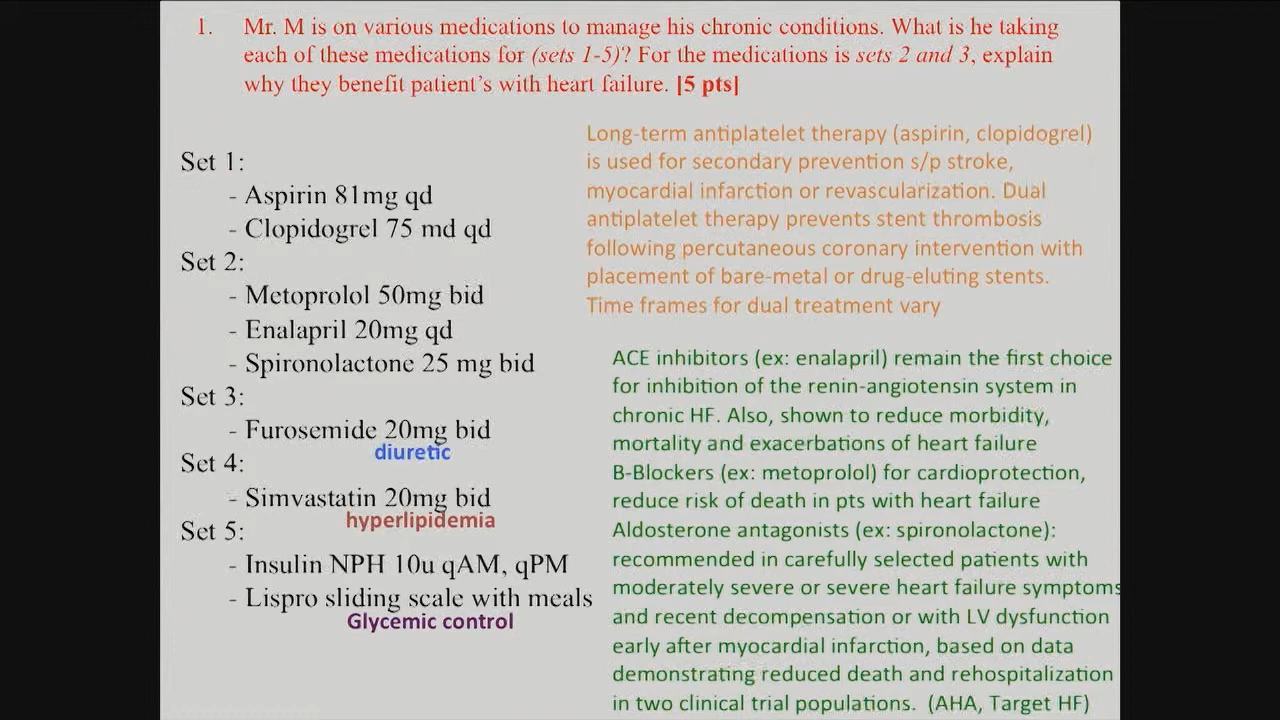 1. Mr. M is on various medications to manage his chronic conditions. What is he taking
each of these medications for (sets 1-5)? For the medications is sets 2 and 3, explain
why they benefit patient's with heart failure. [5 pts]
Set 1:
- Aspirin 81mg qd
- Clopidogrel 75 md qd
Set 2:
- Metoprolol 50mg bid
- Enalapril 20mg qd
- Spironolactone 25 mg bid
Set 3:
- Furosemide 20mg bid
diuretic
Set 4:
- Simvastatin 20mg bid
hyperlipidemia
Set 5:
- Insulin NPH 10u qAM, qPM
- Lispro sliding scale with meals
Glycemic control
Long-term antiplatelet therapy (aspirin, clopidogrel)
is used for secondary prevention s/p stroke,
myocardial infarction or revascularization. Dual
antiplatelet therapy prevents stent thrombosis
following percutaneous coronary intervention with
placement of bare-metal or drug-eluting stents.
Time frames for dual treatment vary
ACE inhibitors (ex: enalapril) remain the first choice
for inhibition of the renin-angiotensin system in
chronic HF. Also, shown to reduce morbidity,
mortality and exacerbations of heart failure
B-Blockers (ex: metoprolol) for cardioprotection,
reduce risk of death in pts with heart failure
Aldosterone antagonists (ex: spironolactone):
recommended in carefully selected patients with
moderately severe or severe heart failure symptoms
and recent decompensation or with LV dysfunction
early after myocardial infarction, based on data
demonstrating reduced death and rehospitalization
in two clinical trial populations. (AHA, Target HF)